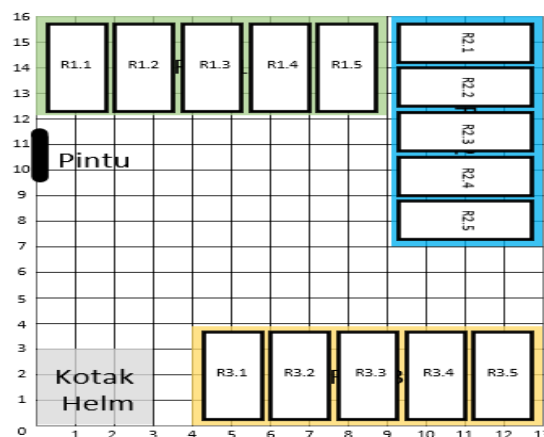 16
15
14
13
12
11
10
9
8
7
6
5
4
3
2
1
0
R1.1 R1.2 R1.3 R1.4 R1.5
R2.1
R2.2
R2.3
R2.4
R2.5
Pintu
R3.1 R3.2 R3.3 R3.4 R3.5
Kotak
Helm
1 2 3 4 5 6 7 8 9 10 11 12